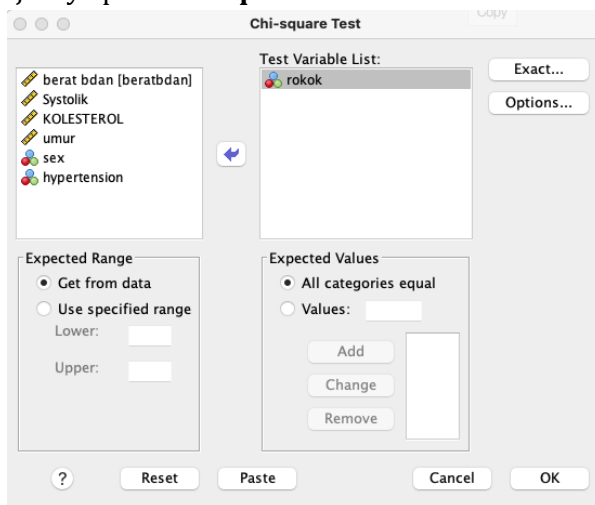 Copy
Chi-square Test
Test Variable List:
berat bdan [beratbdan]
Systolik
KOLESTEROL
umur
sex
hypertension
rokok
Exact...
Options...
Expected Range
Get from data
Use specified range
Lower:
Upper:
Expected Values
All categories equal
Values:
Add
Change
Remove
?
Reset
Paste
Cancel
OK